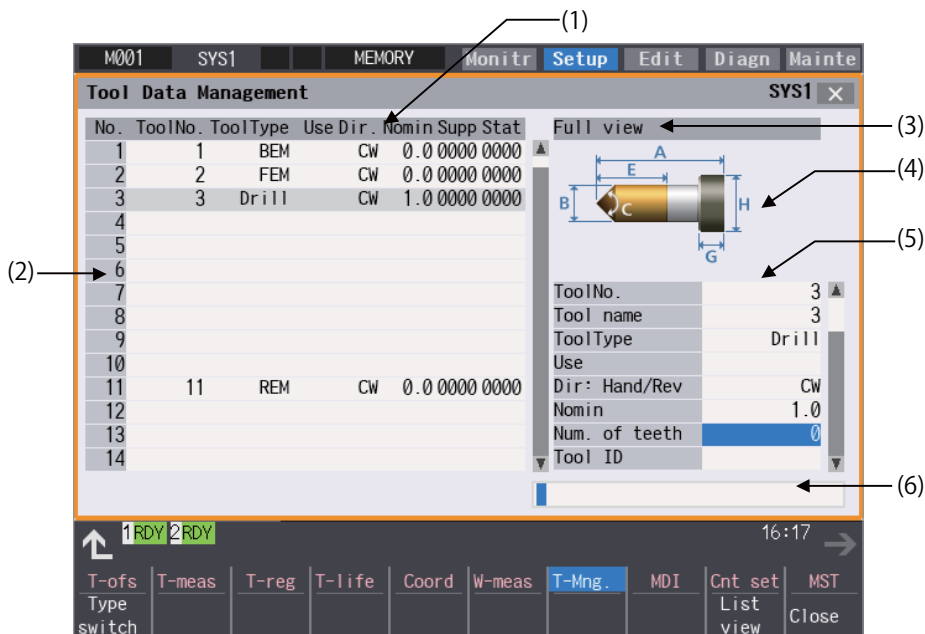 (1)
M001 SYS1 MEMORY Monitr Setup Edit Diagn Mainte
Tool Data Management SYS1
No. ToolNo. ToolType Use Dir. Nomin Supp Stat
1 1 BEM CW 0.0 0000 0000
2 2 FEM CW 0.0 0000 0000
3 3 Drill CW 1.0 0000 0000
4
5
6
7
8
9
10
11 11 REM CW 0.0 0000 0000
12
13
14
(2)
Full view
(3)
A
E
B C H
G
(4)
(5)
ToolNo. 3
Tool name 3
ToolType Drill
Use
Dir: Hand/Rev CW
Nomin 1.0
Num. of teeth 0
Tool ID
(6)
1 RDY 2 RDY 16:17
T-ofs T-meas T-reg T-life Coord W-meas T-Mng. MDI Cnt set MST
Type List
switch view Close